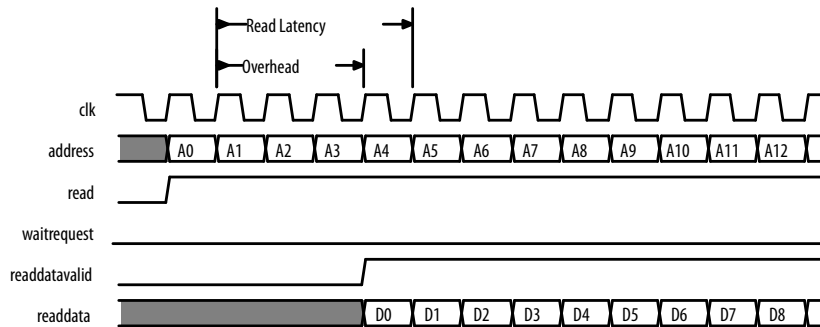 Read Latency
Overhead
clk
address A0 A1 A2 A3 A4 A5 A6 A7 A8 A9 A10 A11 A12
read
waitrequest
readdatavalid
readdata D0 D1 D2 D3 D4 D5 D6 D7 D8